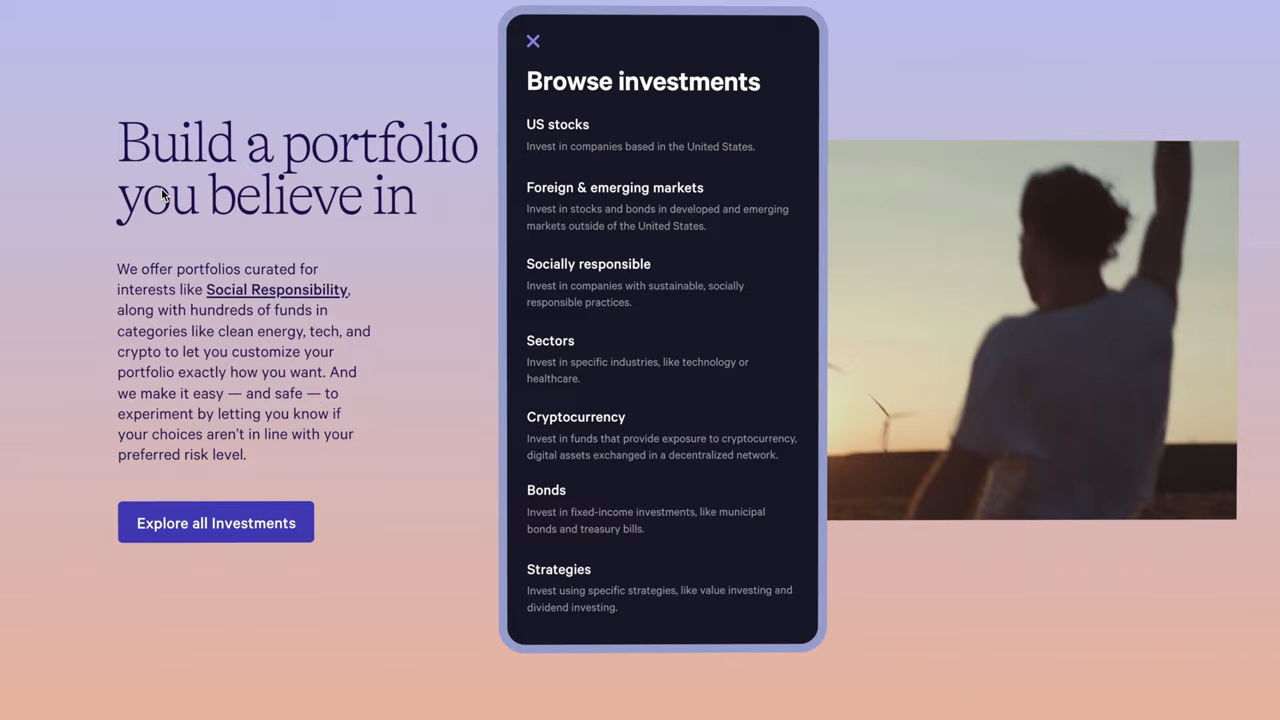 Build a portfolio
you believe in
We offer portfolios curated for
interests like Social Responsibility,
along with hundreds of funds in
categories like clean energy, tech, and
crypto to let you customize your
portfolio exactly how you want. And
we make it easy — and safe — to
experiment by letting you know if
your choices aren’t in line with your
preferred risk level.
Explore all Investments
Browse investments
US stocks
Invest in companies based in the United States.
Foreign & emerging markets
Invest in stocks and bonds in developed and emerging
markets outside of the United States.
Socially responsible
Invest in companies with sustainable, socially
responsible practices.
Sectors
Invest in specific industries, like technology or
healthcare.
Cryptocurrency
Invest in funds that provide exposure to cryptocurrency,
digital assets exchanged in a decentralized network.
Bonds
Invest in fixed-income investments, like municipal
bonds and treasury bills.
Strategies
Invest using specific strategies, like value investing and
dividend investing.